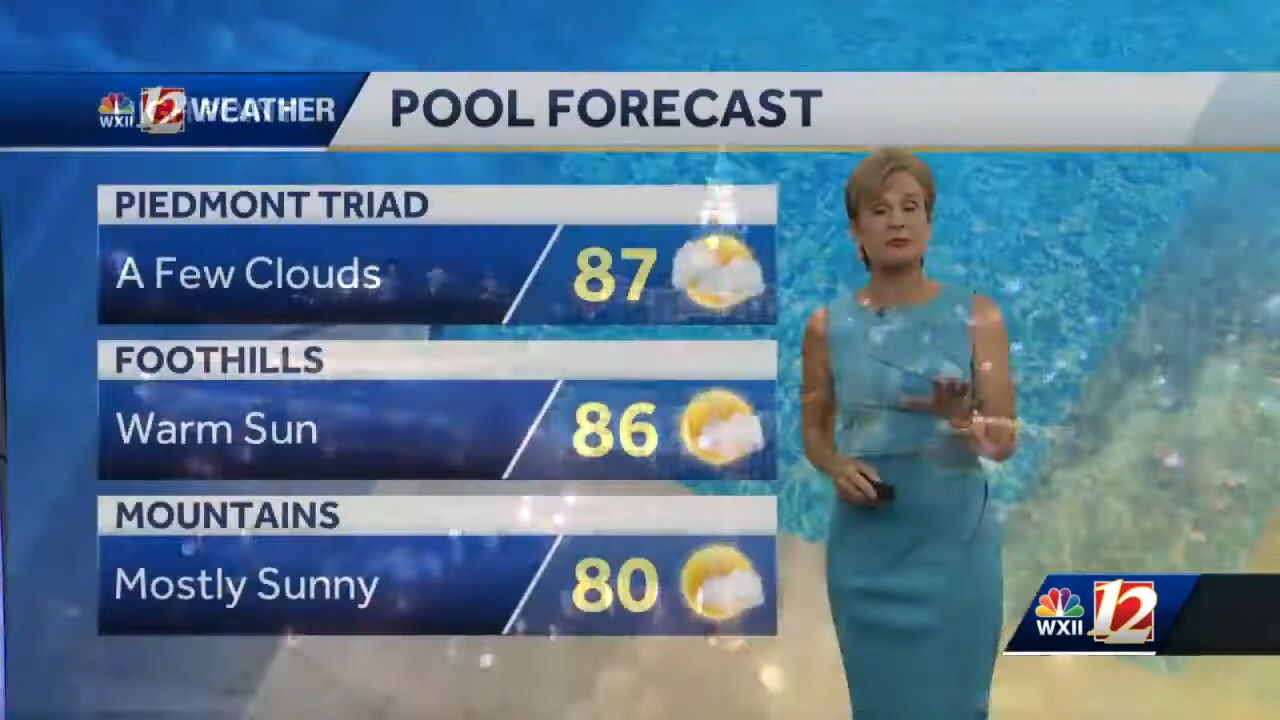 WXII 12 WEATHER
POOL FORECAST
PIEDMONT TRIAD
A Few Clouds 87
FOOTHILLS
Warm Sun 86
MOUNTAINS
Mostly Sunny 80
WXII 12